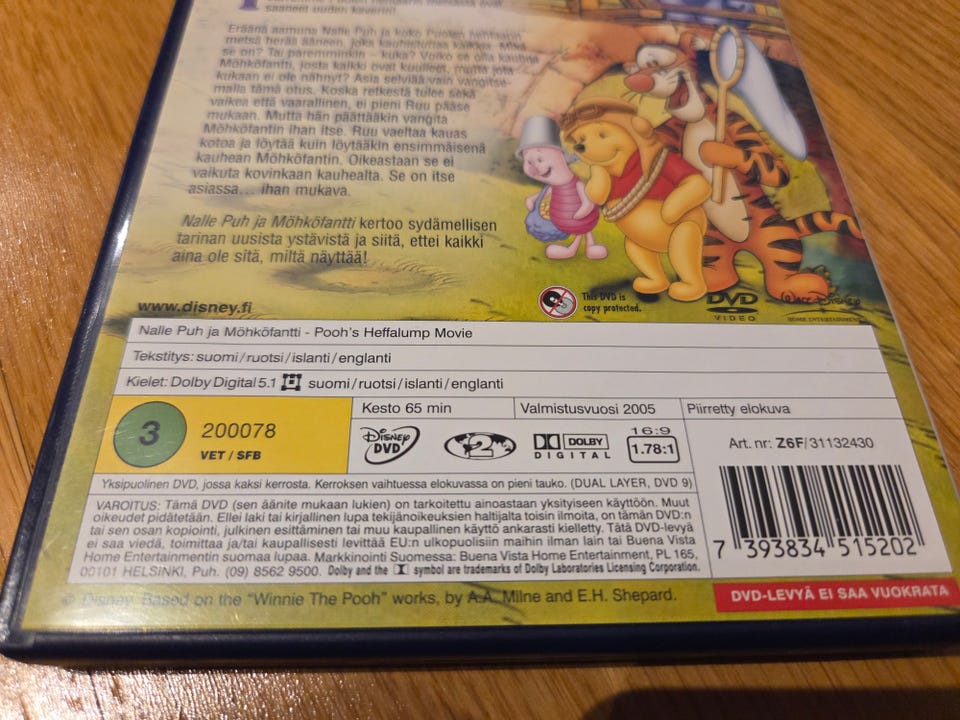 saaneet uuden kaverin!
Eräänä aamuna Nalle Puh ja koko Puolen hehtaarin
metsä herää ääneen, joka kauhistuttaa kaikkia. Mikä
se on? Tai paremminkin – kuka? Voiko se olla kauhea
Möhköfantti, josta kaikki ovat kuulleet, mutta jota
kukaan ei ole nähnyt? Asia selviää vain vangitse-
malla tämä otus. Koska retkestä tulee sekä
vaikea että vaarallinen, ei pieni Ruu pääse
mukaan. Mutta hän päättääkin vangita
Möhköfantin ihan itse. Ruu vaeltaa kauas
kotoa ja löytää kuin löytääkin ensimmäisenä
kauhean Möhköfantin. Oikeastaan se ei
vaikuta kovinkaan kauhealta. Se on itse
asiassa... ihan mukava.
Nalle Puh ja Möhköfantti kertoo sydämellisen
tarinan uusista ystävistä ja siitä, ettei kaikki
aina ole sitä, miltä näyttää!
www.disney.fi
This DVD is
copy protected.
DVD
VIDEO
WALT DISNEY
HOME ENTERTAINMENT
Nalle Puh ja Möhköfantti - Pooh's Heffalump Movie
Tekstitys: suomi/ruotsi/islanti/englanti
Kielet: Dolby Digital 5.1 suomi/ruotsi/islanti/englanti
3
200078
VET / SFB
Kesto 65 min
Valmistusvuosi 2005
Piirretty elokuva
Disney
DVD
2
DOLBY
DIGITAL
16:9
1.78:1
Art. nr: Z6F/31132430
Yksipuolinen DVD, jossa kaksi kerrosta. Kerroksen vaihtuessa elokuvassa on pieni tauko. (DUAL LAYER, DVD 9)
VAROITUS: Tämä DVD (sen äänite mukaan lukien) on tarkoitettu ainoastaan yksityiseen käyttöön. Muut
oikeudet pidätetään. Ellei laki tai kirjallinen lupa tekijänoikeuksien haltijalta toisin ilmoita, on tämän DVD:n
tai sen osan kopiointi, julkinen esittäminen tai muu kaupallinen käyttö ankarasti kielletty. Tätä DVD-levyä
ei saa vredä, toimittaa ja/tai kaupallisesti levittää EU:n ulkopuolisiin maihin ilman lain tai Buena Vista
Home Entertainmentin suomaa lupaa. Markkinointi Suomessa: Buena Vista Home Entertainment, PL 165,
00101 HELSINKI, Puh. (09) 8562 9500. Dolby and the symbol are trademarks of Dolby Laboratories Licensing Corporation.
7 393834 515202
© Disney. Based on the "Winnie The Pooh" works, by A.A. Milne and E.H. Shepard.
DVD-LEVYÄ EI SAA VUOKRATA